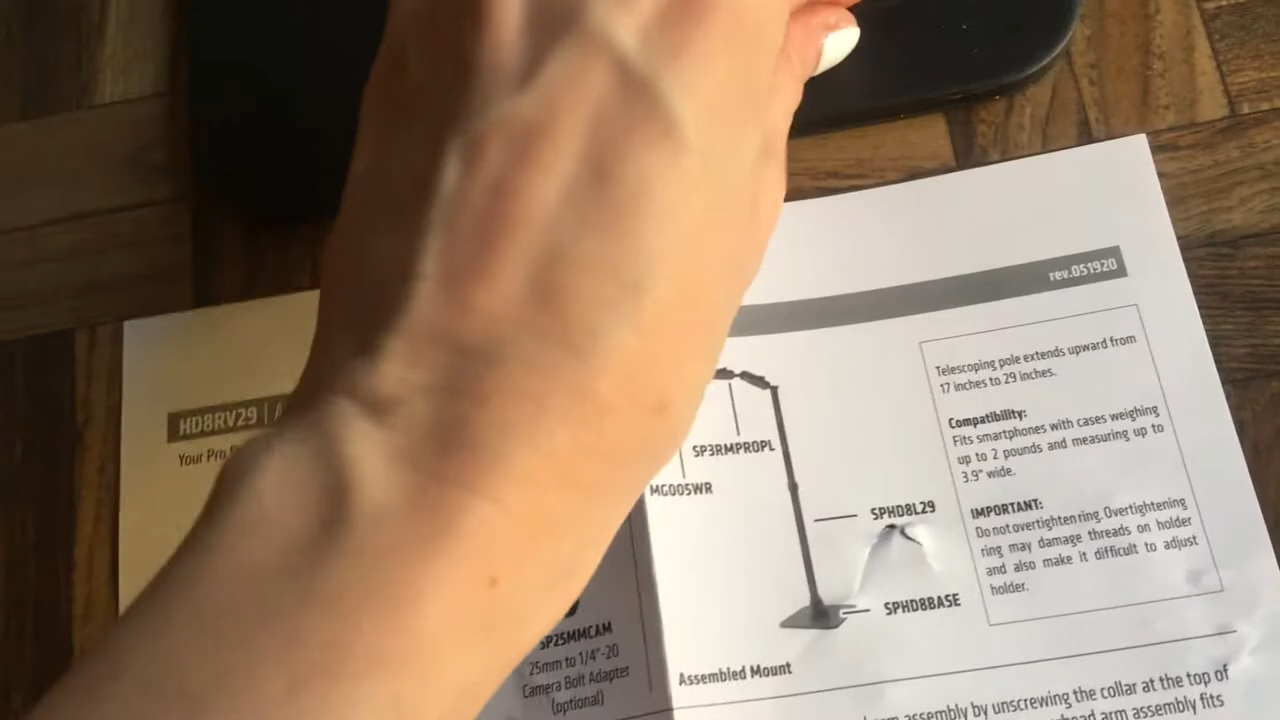 rev.051920
HD8RV29 |
Your Pro
SP3RMPROPL
MG005WR
SPHD8L29
SPHD8BASE
Telescoping pole extends upward from
17 inches to 29 inches.
Compatibility:
Fits smartphones with cases weighing
up to 2 pounds and measuring up to
3.9" wide.
IMPORTANT:
Do not overtighten ring. Overtightening
ring may damage threads on holder
and also make it difficult to adjust
holder.
SP25MMCAM
25mm to 1/4"-20
Camera Bolt Adapter
(optional)
Assembled Mount
assembly by unscrewing the collar at the top of
arm assembly fits